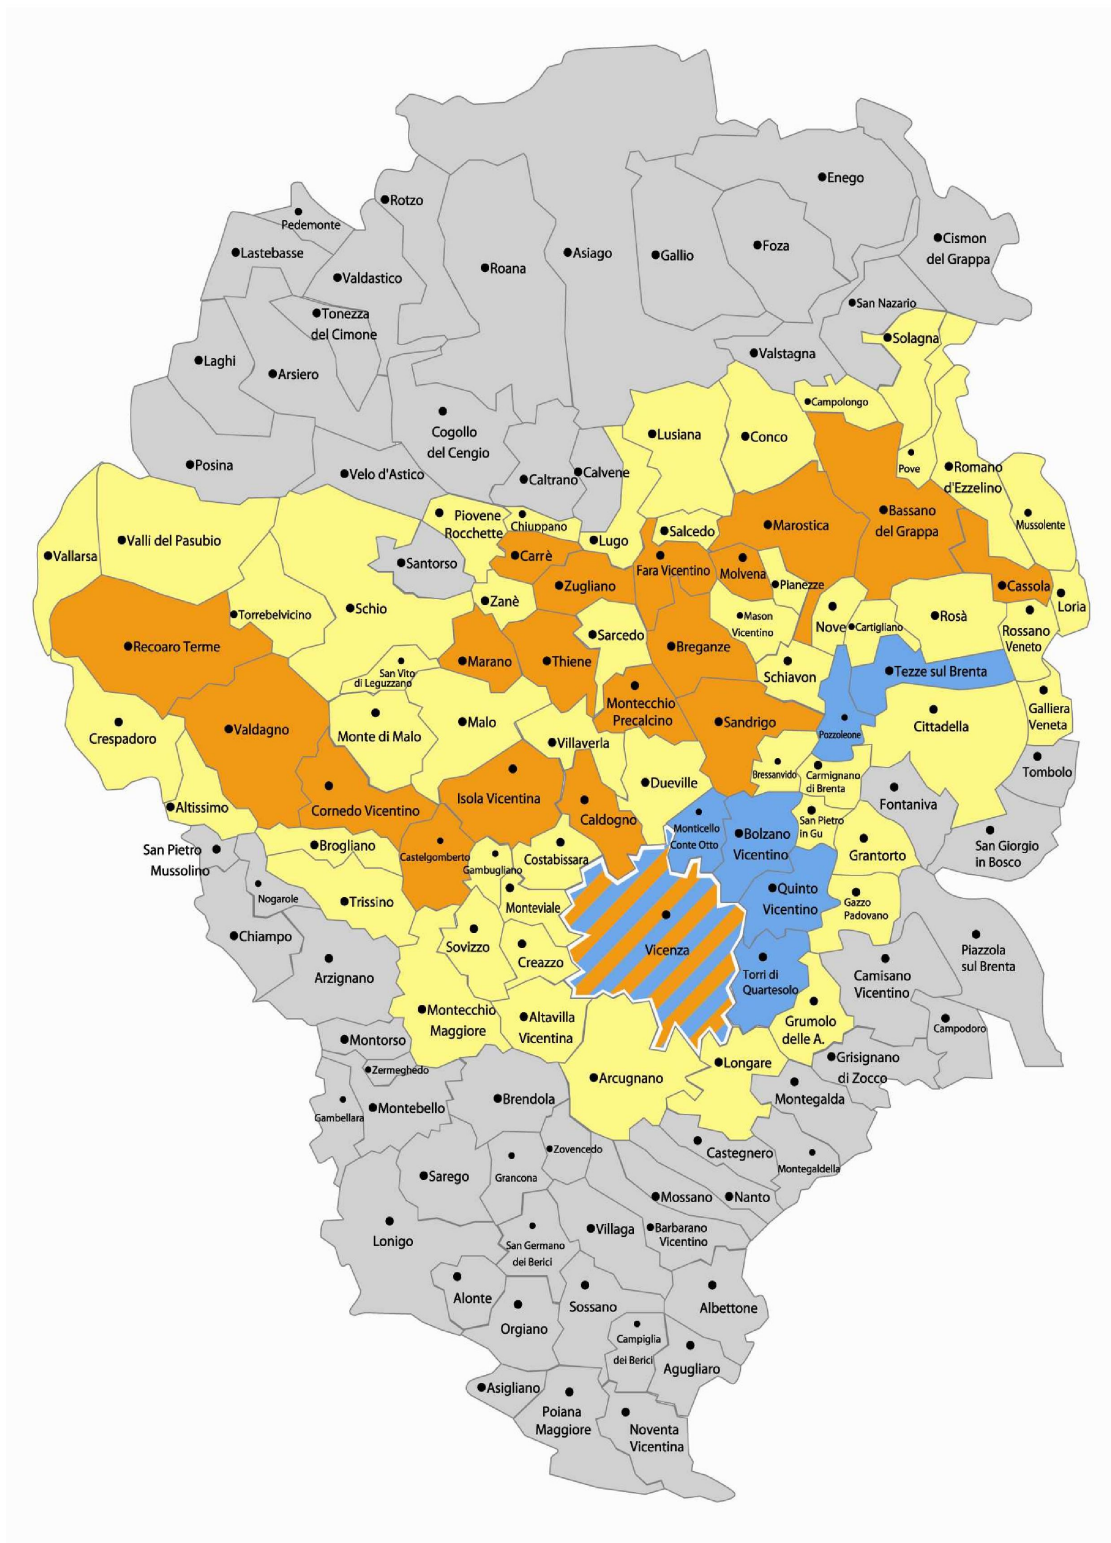 Enego
Rotzo
Pedemonte
Cismon
del Grappa
Foza
Lastebasse
Asiago
Gallio
Roana
Valdastico
San Nazario
Tonezza
del Cimone
Solagna
Valstagna
Laghi
Arsiero
Campolongo
Cogollo
del Cengio
Lusiana
Conco
Pove
Romano
d'Ezzelino
Posina
Velo d'Astico
Caltrano
Calvene
Bassano
del Grappa
Mussolente
Piovene
Rocchette
Chiuppano
Marostica
Salcedo
Valli del Pasubio
Lugo
Vallarsa
Carrè
Santorso
Fara Vicentino
Molvena
Pianezze
Zugliano
Cassola
Loria
Zanè
Schio
Torrebelvicino
Mason
Vicentino
Nove
Cartigliano
Rosà
Rossano
Veneto
Sarcedo
Recoaro Terme
Breganze
Marano
Thiene
San Vito
di Leguzzano
Schiavon
Tezze sul Brenta
Montecchio
Precalcino
Galliera
Veneta
Crespadoro
Valdagno
Monte di Malo
Malo
Sandrigo
Pozzoleone
Cittadella
Villaverla
Bressanvido
Carmignano
di Brenta
Tombolo
Dueville
Isola Vicentina
Cornedo Vicentino
Fontaniva
Altissimo
Caldogno
Monticello
Conte Otto
Bolzano
Vicentino
San Pietro
in Gu
San Giorgio
in Bosco
Brogliano
San Pietro
Mussolino
Castelgomberto
Gambugliano
Costabissara
Grantorto
Nogarole
Trissino
Monteviale
Quinto
Vicentino
Gazzo
Padovano
Chiampo
Sovizzo
Creazzo
Vicenza
Piazzola
sul Brenta
Arzignano
Torri di
Quartesolo
Camisano
Vicentino
Montecchio
Maggiore
Altavilla
Vicentina
Grumolo
delle A.
Campodoro
Montorso
Zermeghedo
Longare
Grisignano
di Zocco
Arcugnano
Montegalda
Gambellara
Montebello
Brendola
Zovencedo
Castegnero
Montegaldella
Sarego
Grancona
Mossano
Nanto
Lonigo
San Germano
dei Berici
Villaga
Barbarano
Vicentino
Alonte
Orgiano
Sossano
Albettone
Campiglia
dei Berici
Agugliaro
Asigliano
Poiana
Maggiore
Noventa
Vicentina